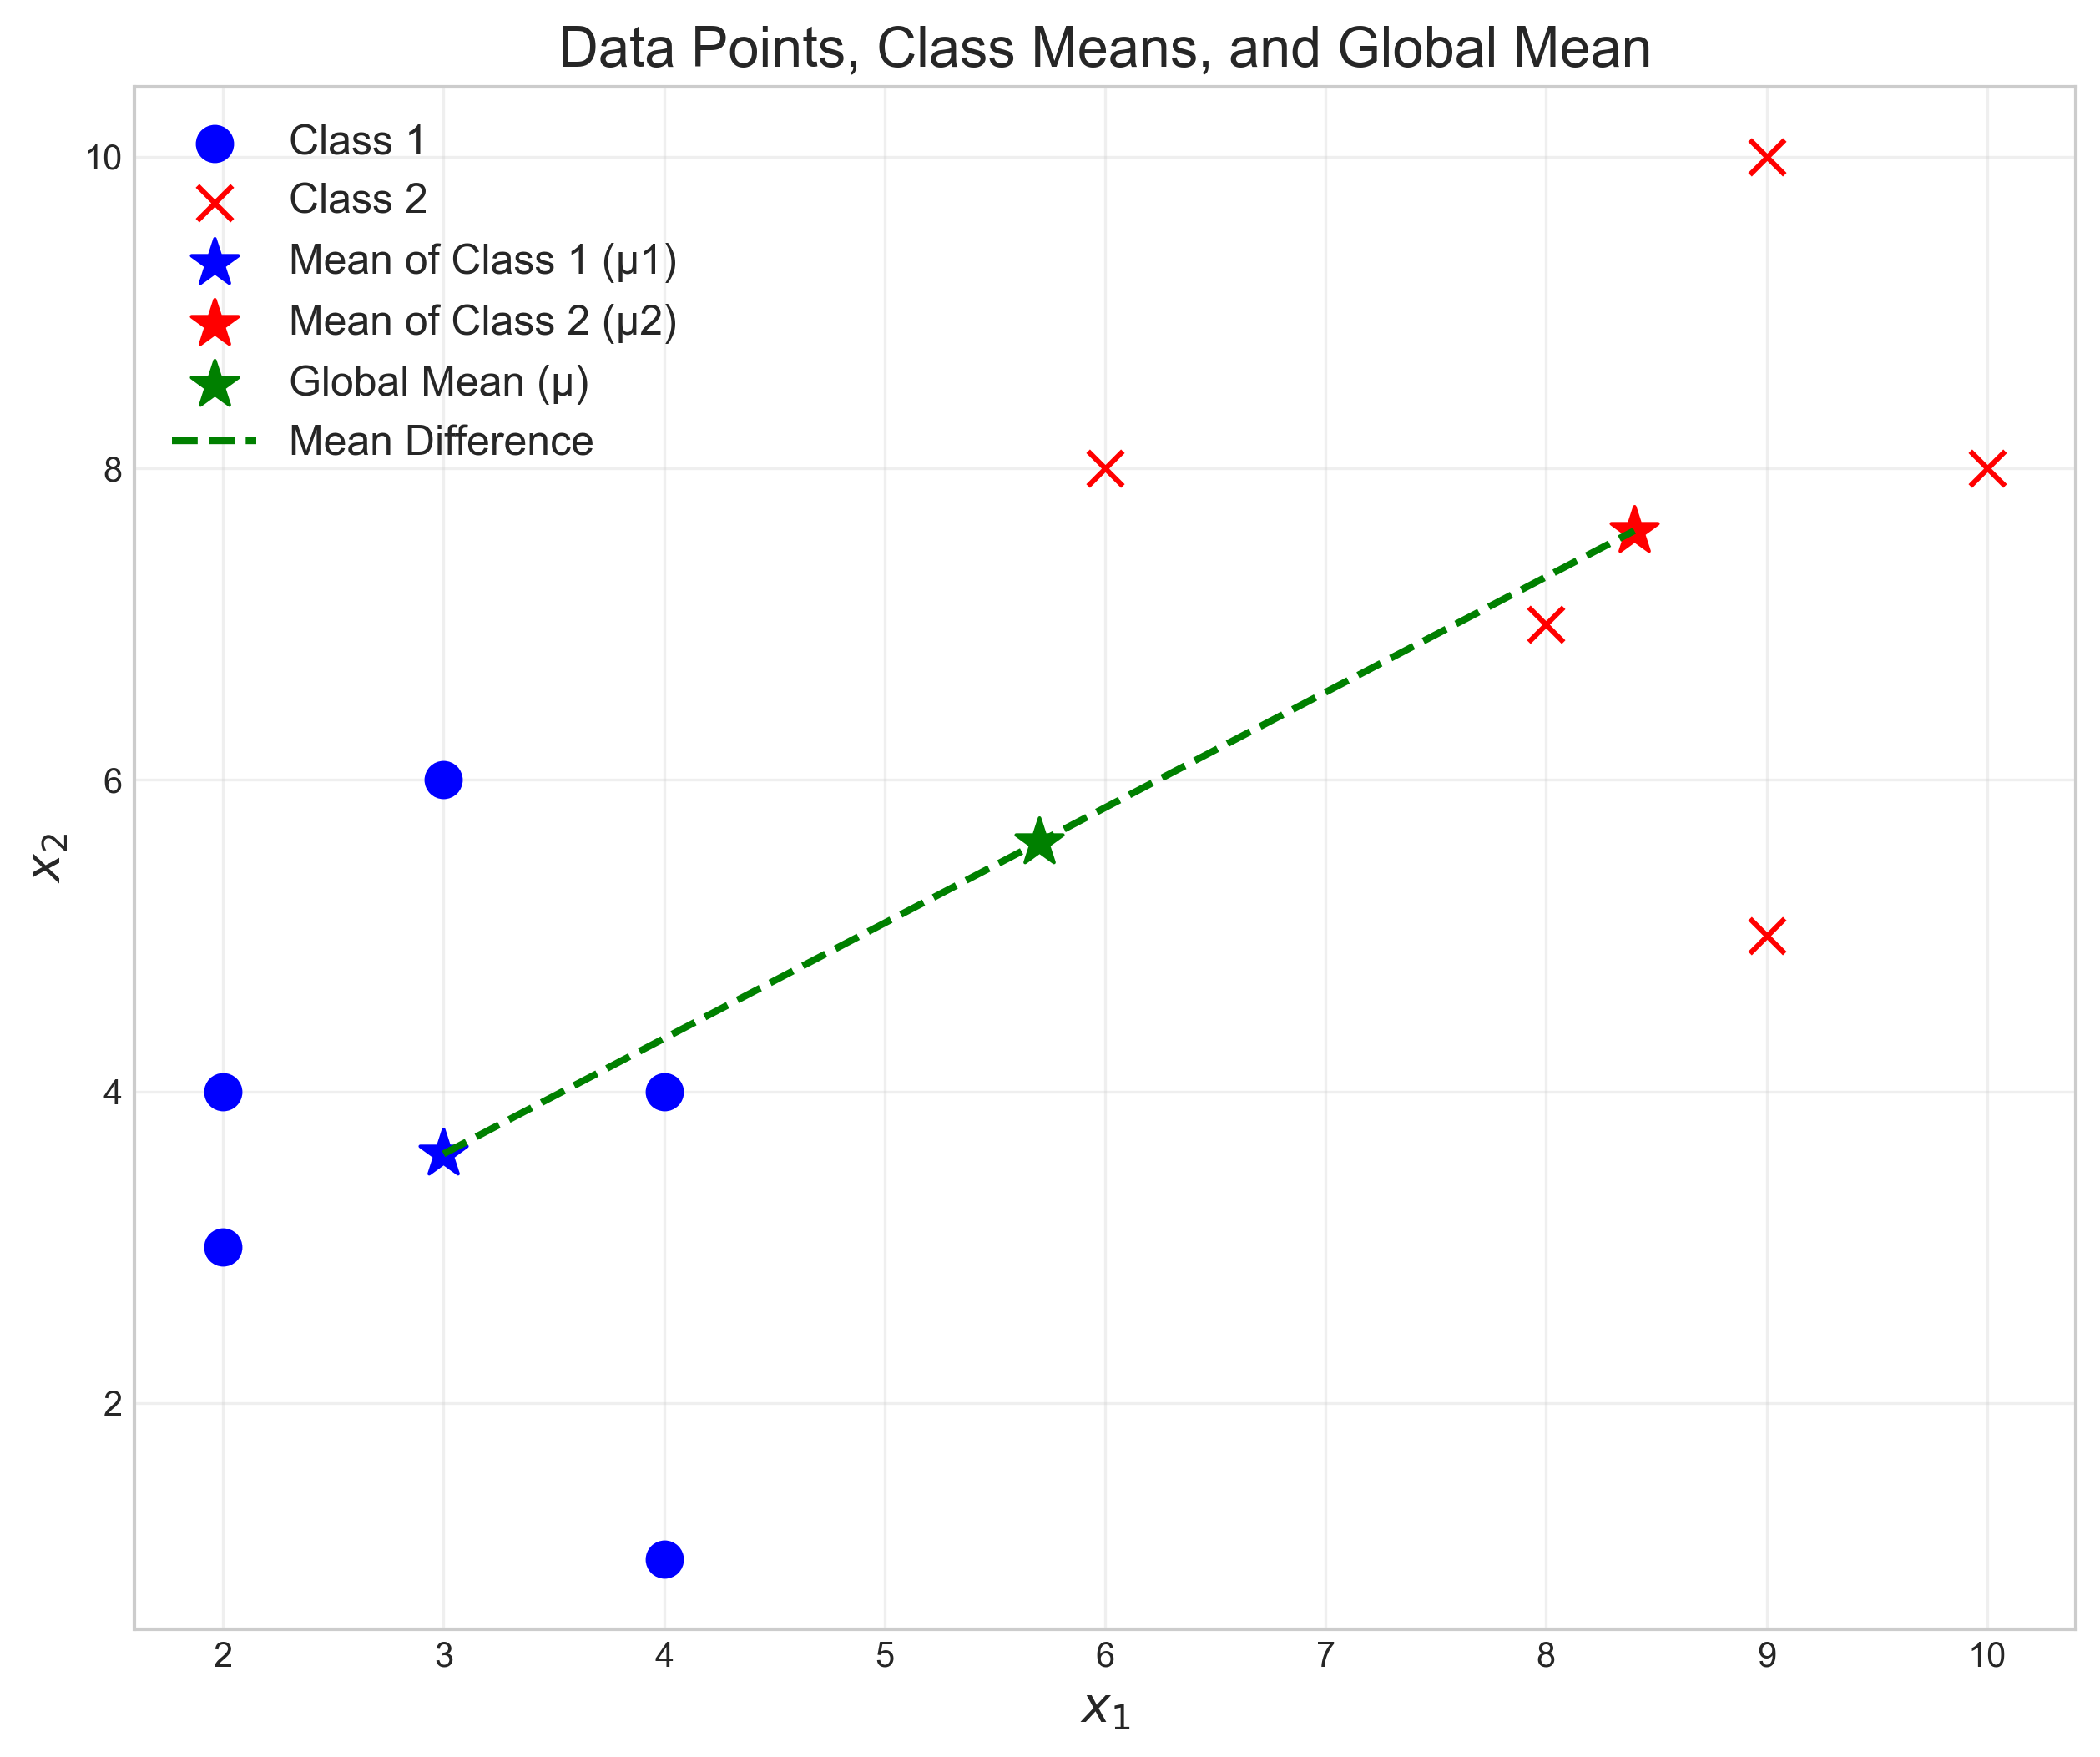 Data Points, Class Means, and Global Mean
Class 1
Class 2
Mean of Class 1 (μ1)
Mean of Class 2 (μ2)
Global Mean (μ)
Mean Difference
10
8
6
4
2
x₂
2 3 4 5 6 7 8 9 10
x₁